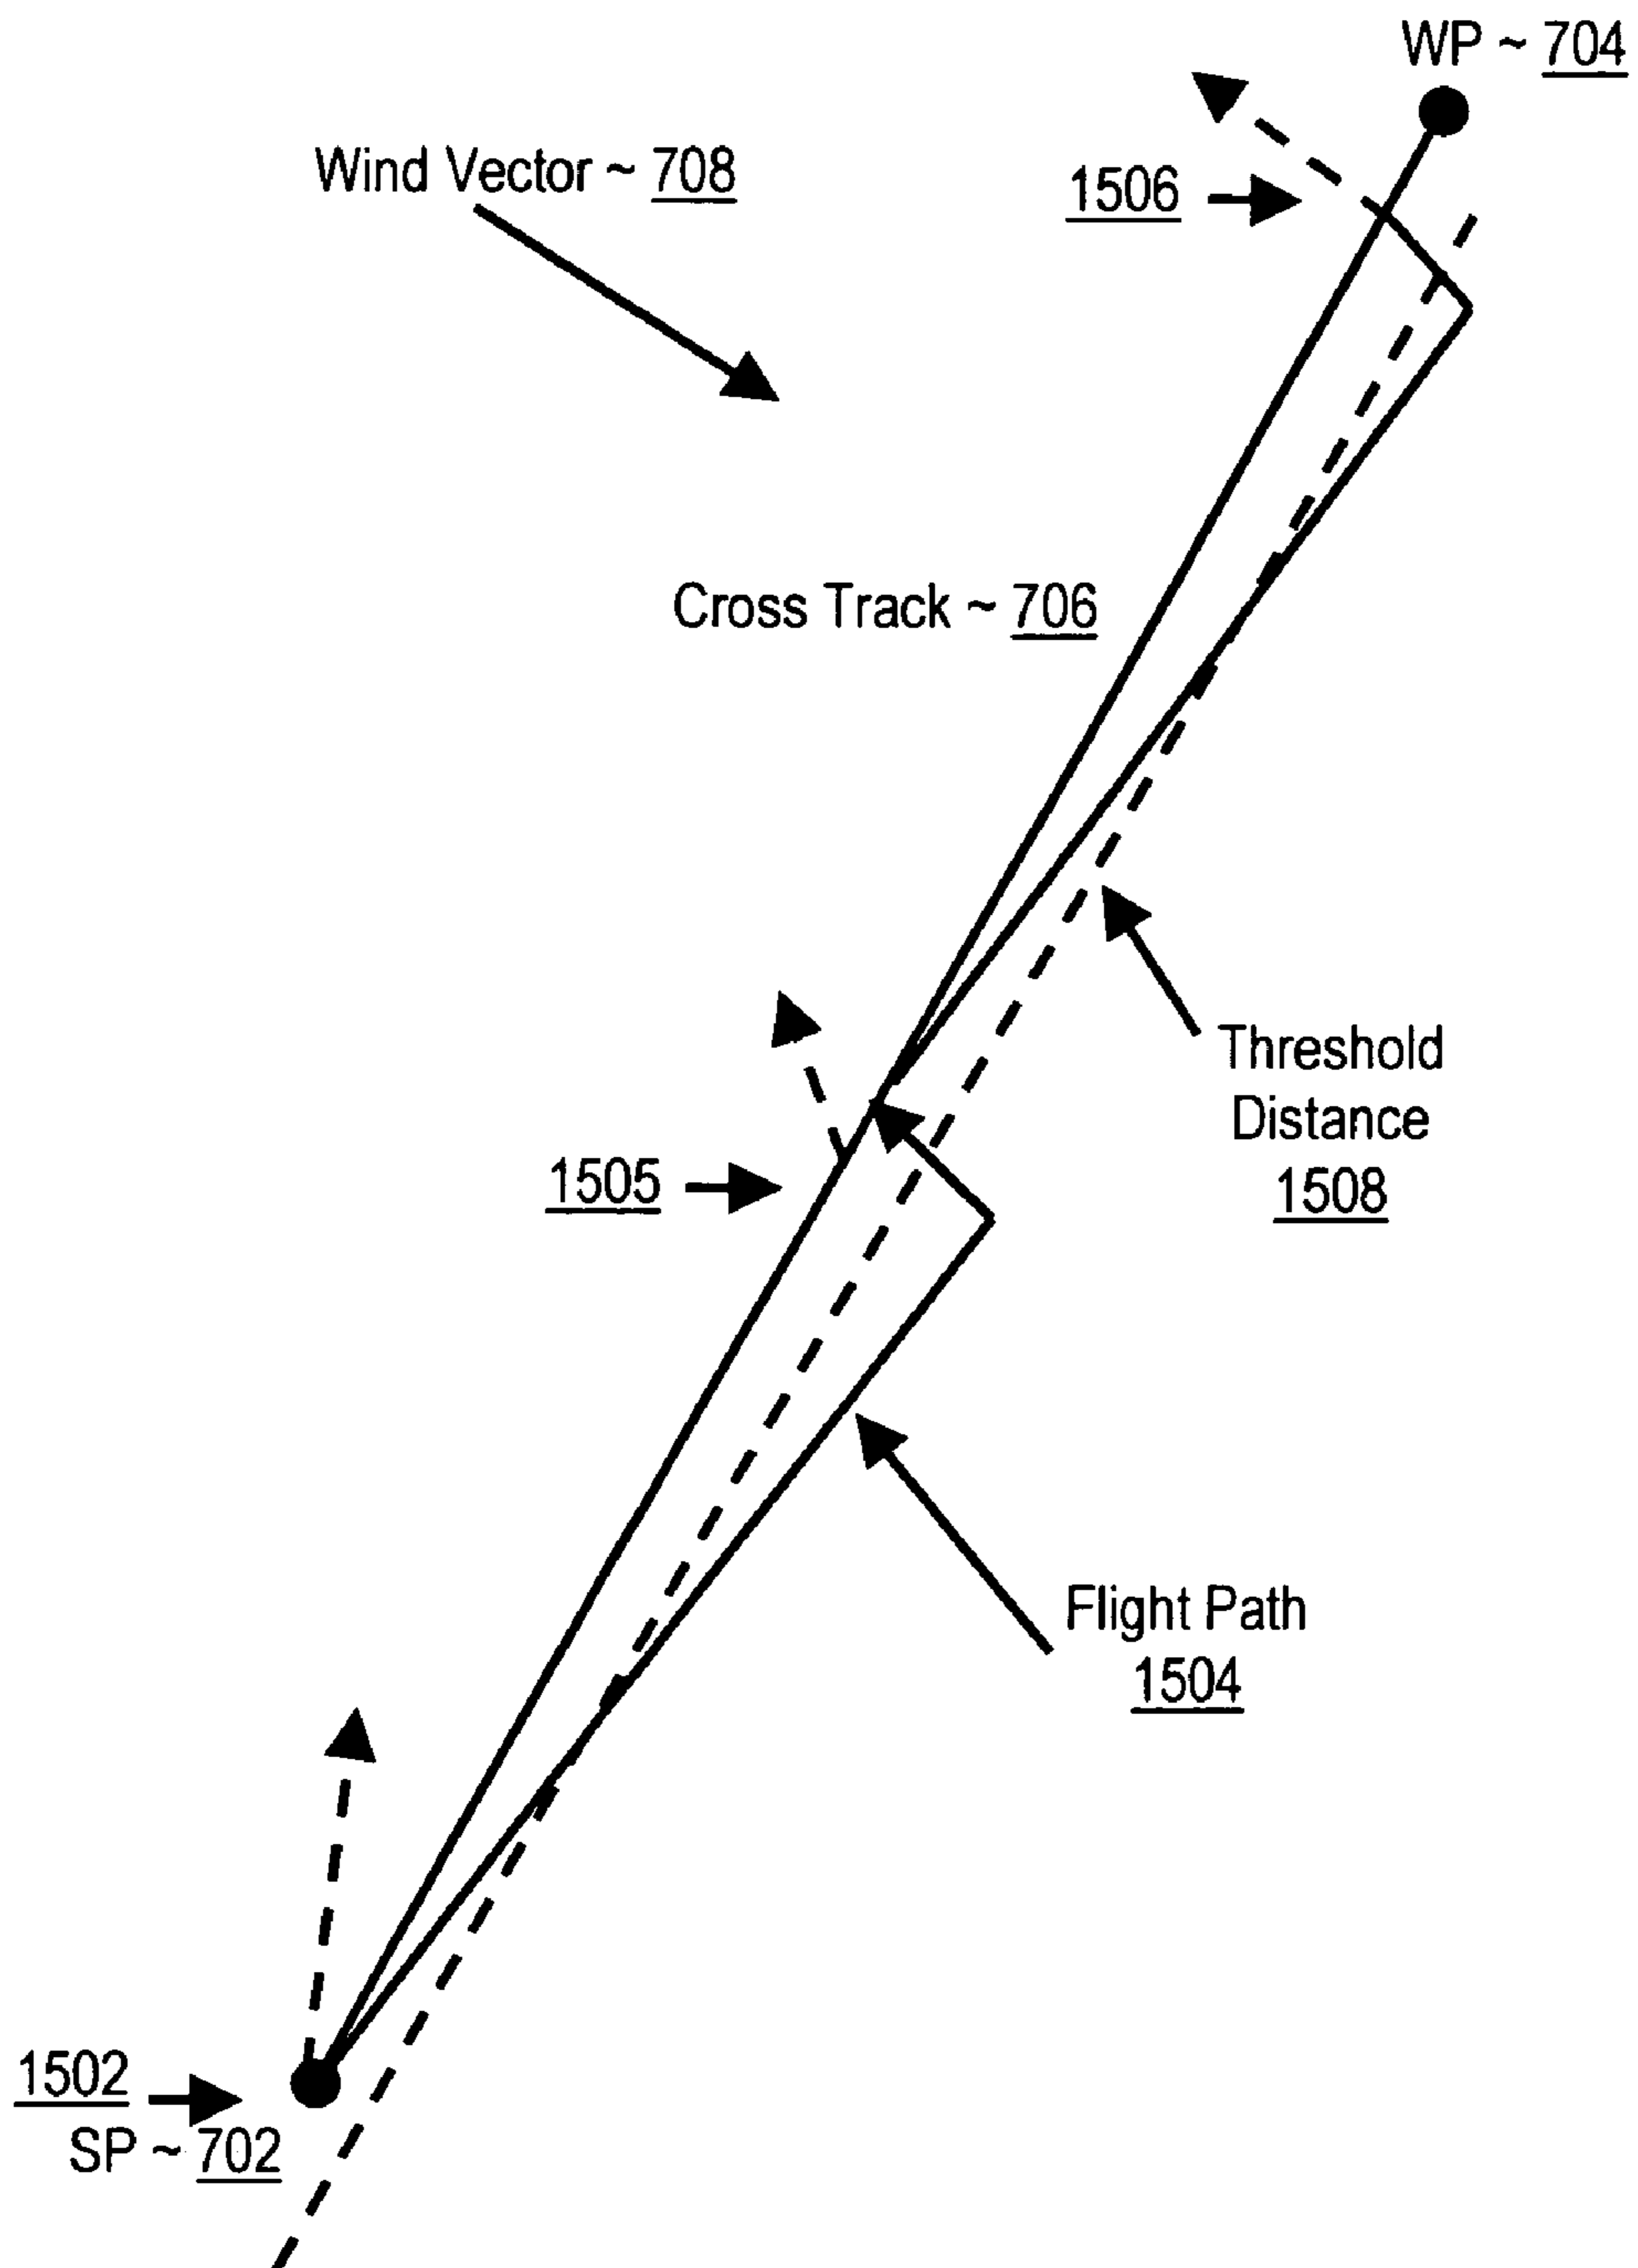 WP ~ 704
Wind Vector ~ 708
1506
Cross Track ~ 706
Threshold
Distance
1508
1505
Flight Path
1504
1502
SP ~ 702